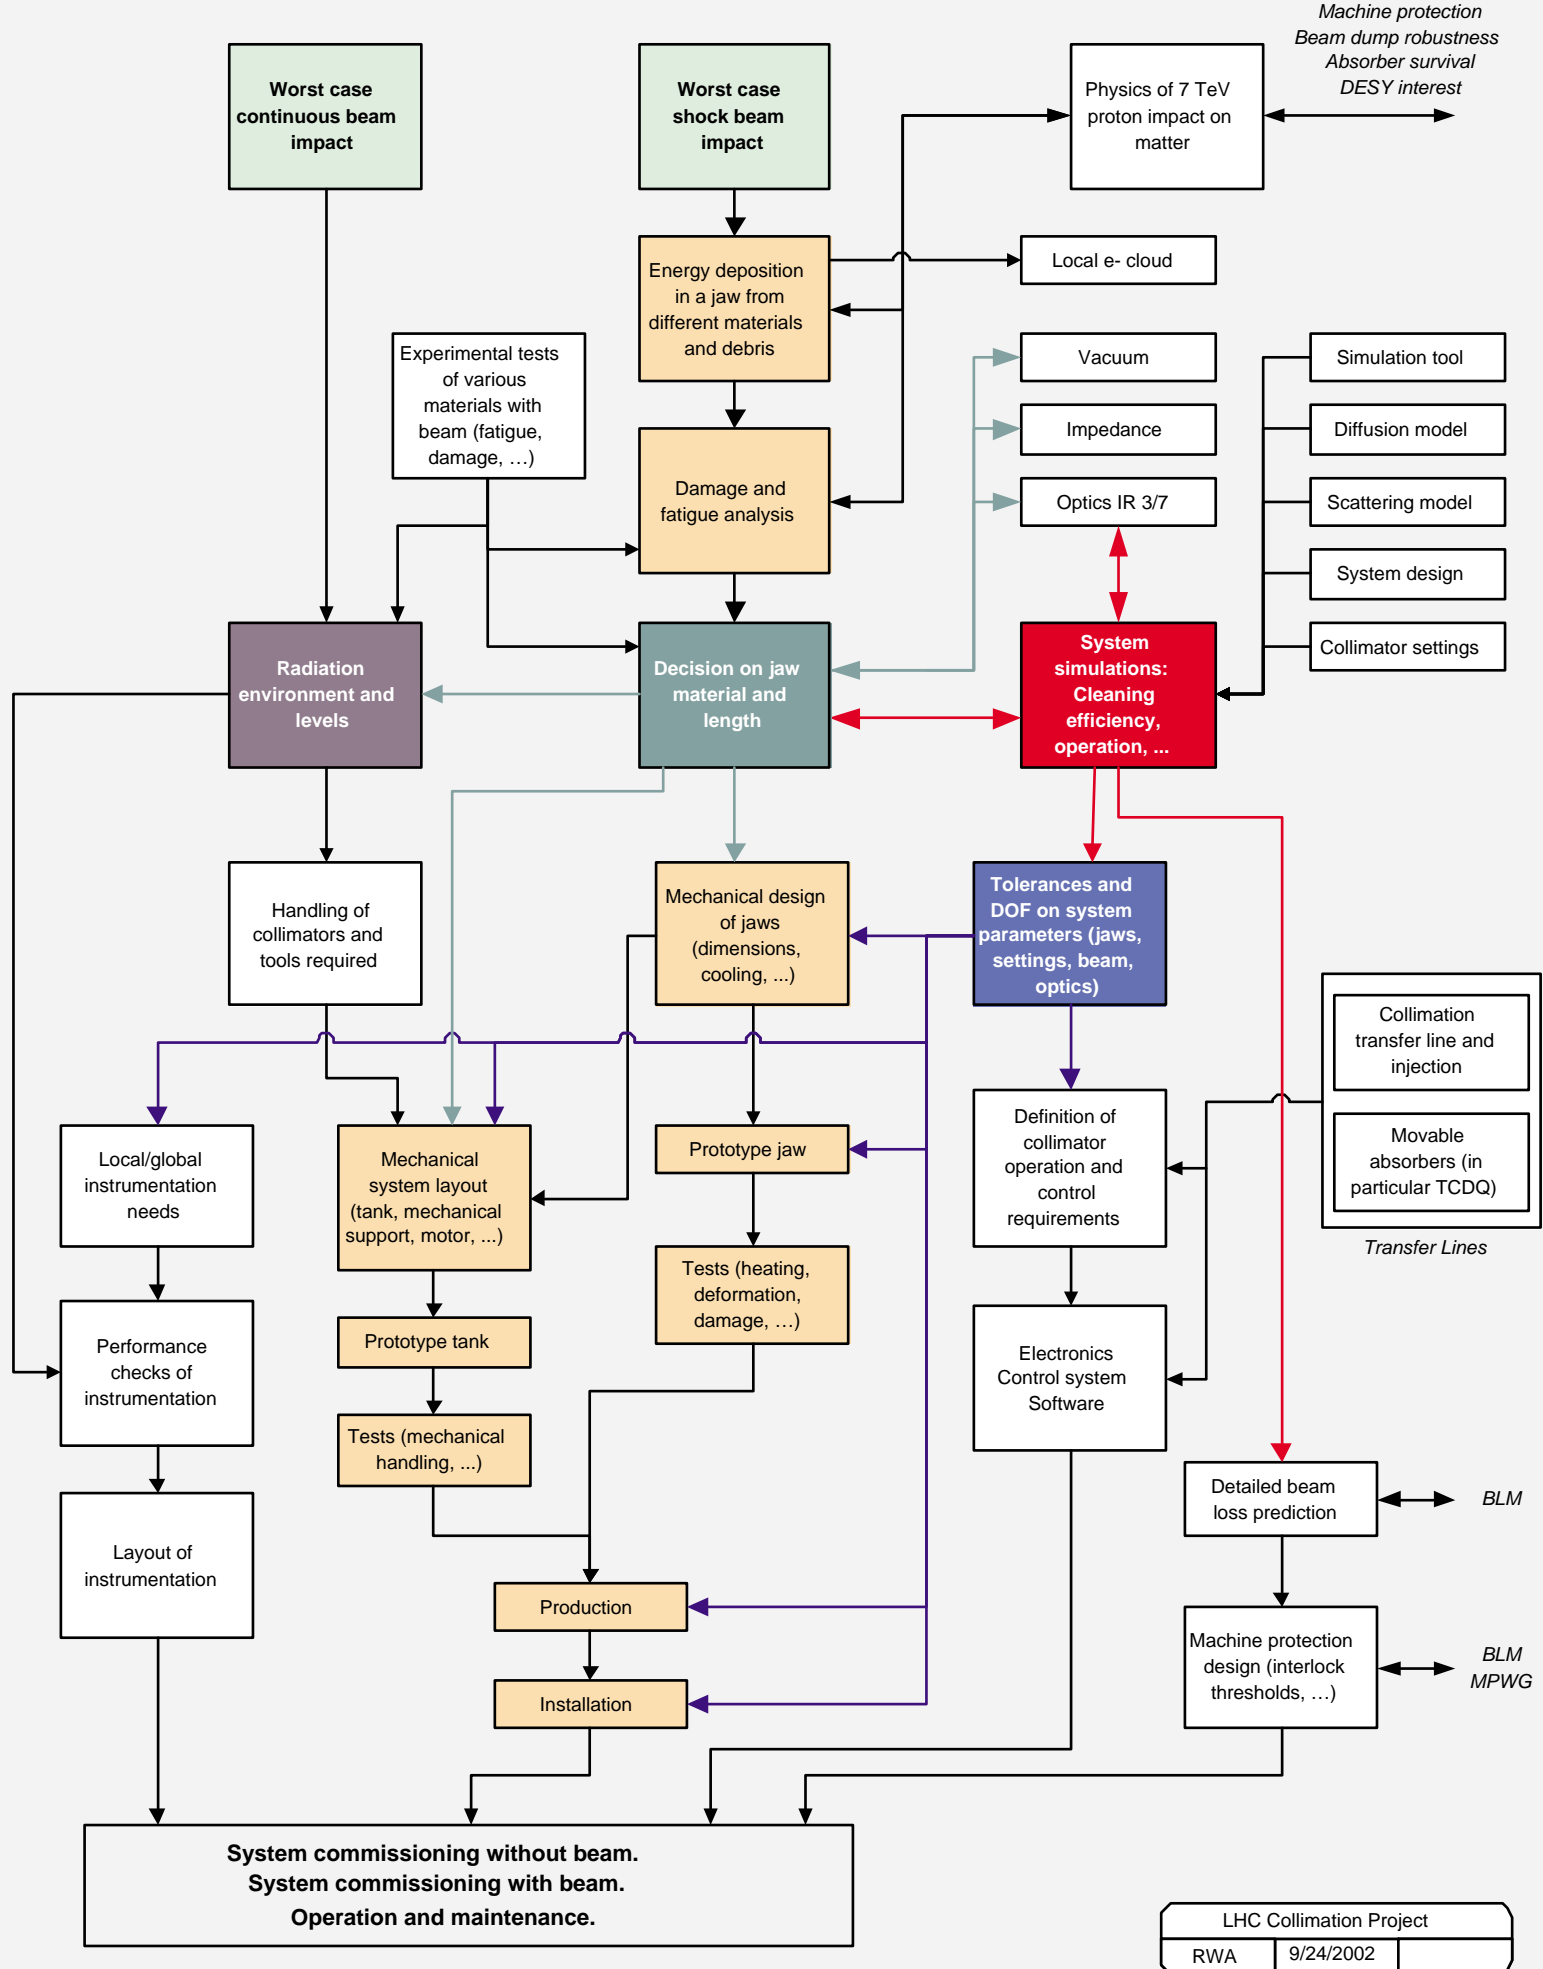 Machine protection
Beam dump robustness
Absorber survival
DESY interest
Worst case
continuous beam
impact
Worst case
shock beam
impact
Physics of 7 TeV
proton impact on
matter
Energy deposition
in a jaw from
different materials
and debris
Local e- cloud
Experimental tests
of various
materials with
beam (fatigue,
damage, …)
Vacuum
Simulation tool
Impedance
Diffusion model
Damage and
fatigue analysis
Optics IR 3/7
Scattering model
System design
Collimator settings
Radiation
environment and
levels
Decision on jaw
material and
length
System
simulations:
Cleaning
efficiency,
operation, ...
Handling of
collimators and
tools required
Mechanical design
of jaws
(dimensions,
cooling, ...)
Tolerances and
DOF on system
parameters (jaws,
settings, beam,
optics)
Collimation
transfer line and
injection
Movable
absorbers (in
particular TCDQ)
Transfer Lines
Local/global
instrumentation
needs
Mechanical
system layout
(tank, mechanical
support, motor, ...)
Prototype jaw
Definition of
collimator
operation and
control
requirements
Tests (heating,
deformation,
damage, …)
Performance
checks of
instrumentation
Prototype tank
Electronics
Control system
Software
Tests (mechanical
handling, ...)
Detailed beam
loss prediction
BLM
Layout of
instrumentation
Production
Machine protection
design (interlock
thresholds, …)
BLM
MPWG
Installation
System commissioning without beam.
System commissioning with beam.
Operation and maintenance.
LHC Collimation Project
RWA 9/24/2002